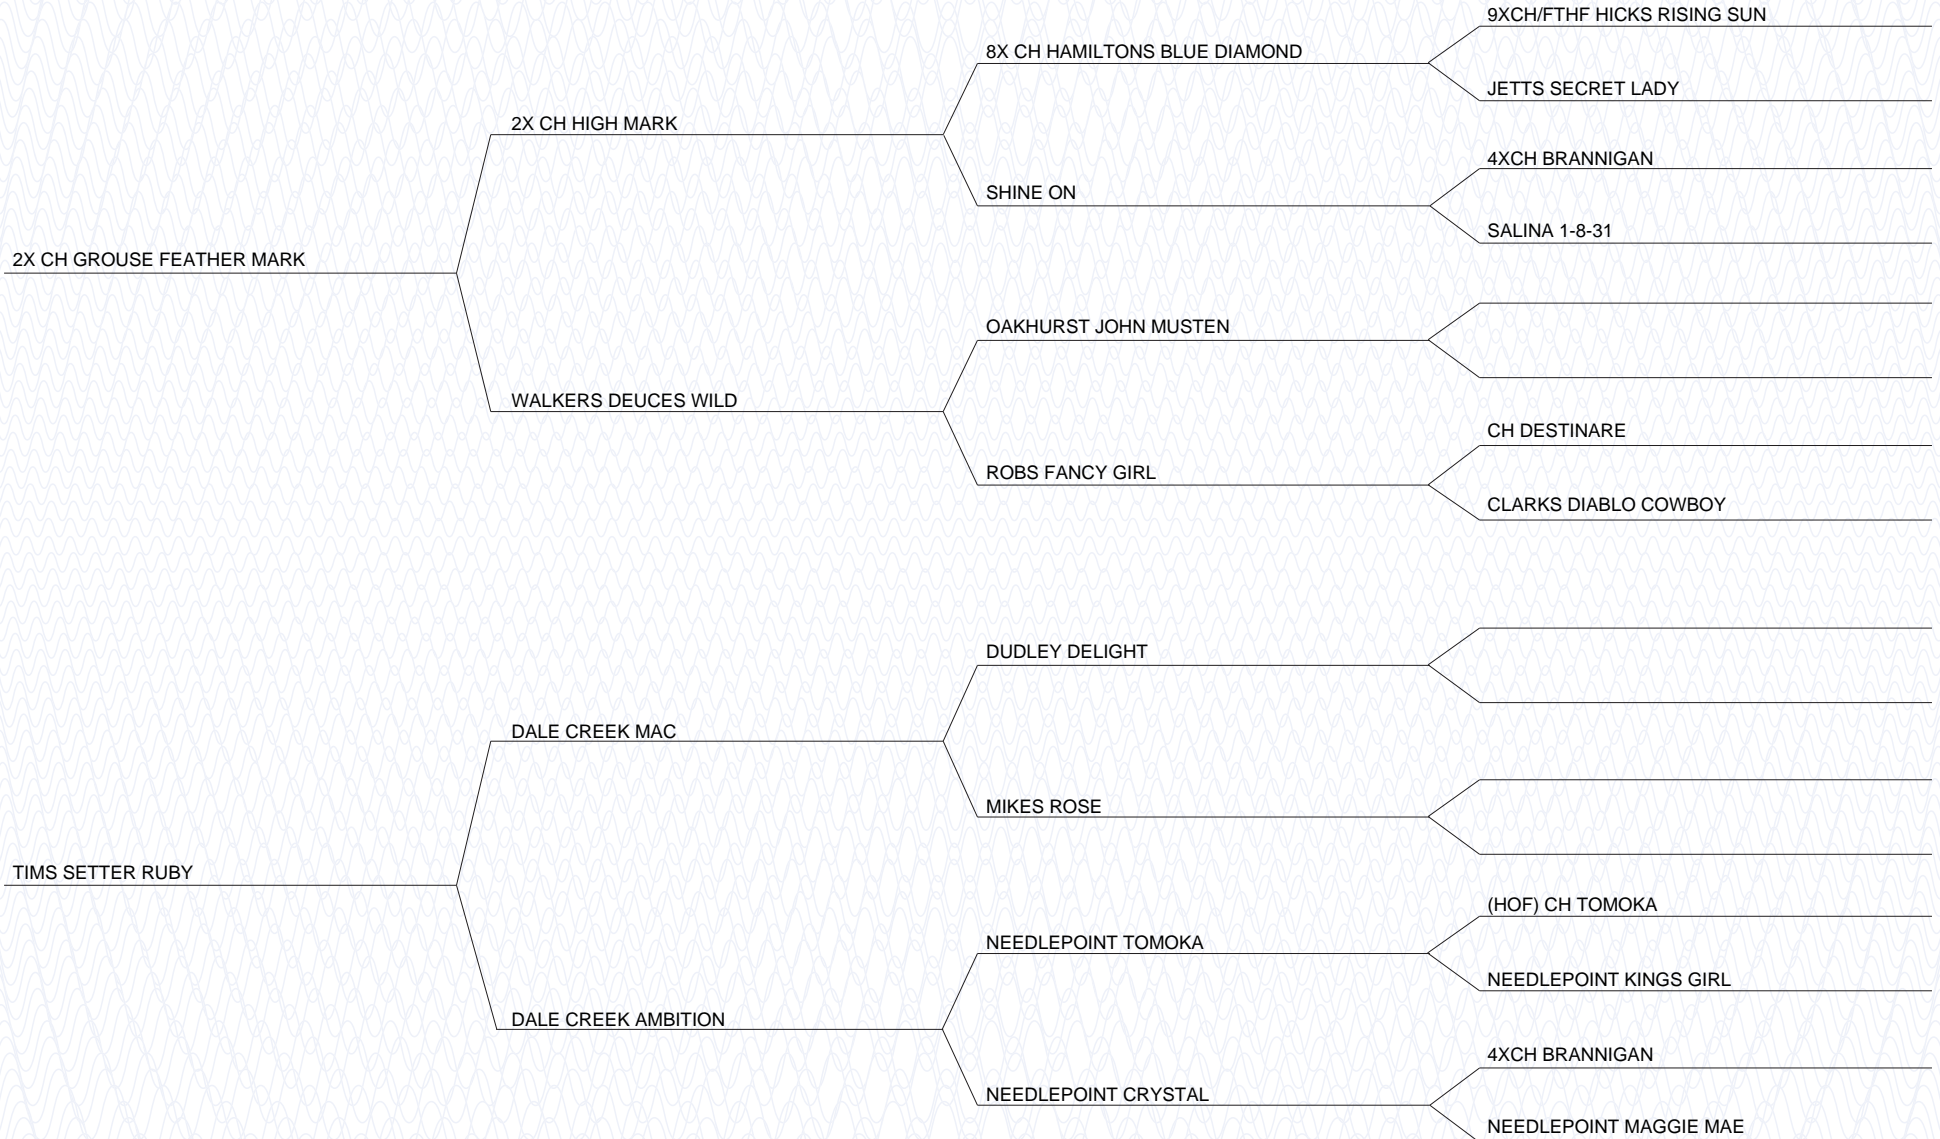 9XCH/FTHF HICKS RISING SUN
8X CH HAMILTONS BLUE DIAMOND
JETTS SECRET LADY
2X CH HIGH MARK
4XCH BRANNIGAN
SHINE ON
SALINA 1-8-31
2X CH GROUSE FEATHER MARK
OAKHURST JOHN MUSTEN
WALKERS DEUCES WILD
CH DESTINARE
ROBS FANCY GIRL
CLARKS DIABLO COWBOY
DUDLEY DELIGHT
DALE CREEK MAC
MIKES ROSE
TIMS SETTER RUBY
(HOF) CH TOMOKA
NEEDLEPOINT TOMOKA
NEEDLEPOINT KINGS GIRL
DALE CREEK AMBITION
4XCH BRANNIGAN
NEEDLEPOINT CRYSTAL
NEEDLEPOINT MAGGIE MAE